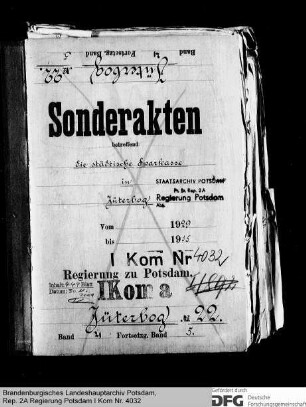 Band 4 Fortsetzg. Band 5
Jüterbog № 22.
Sonderakten
betreffend:
Die städtische Sparkasse
in
STAATSARCHIV POTSDAM
Pr. Br. Rep. 2A
Regierung Potsdam
Jüterbog
Abt.
Vom 1929
bis 1935
I Kom Nr 4032
Regierung zu Potsdam.
I Kom a
Jüterbog № 22.
Band 4 Fortsetzg. Band 5.
Brandenburgisches Landeshauptarchiv Potsdam,
Rep. 2A Regierung Potsdam I Kom Nr. 4032
Gefördert durch
DFG Deutsche
Forschungsgemeinschaft